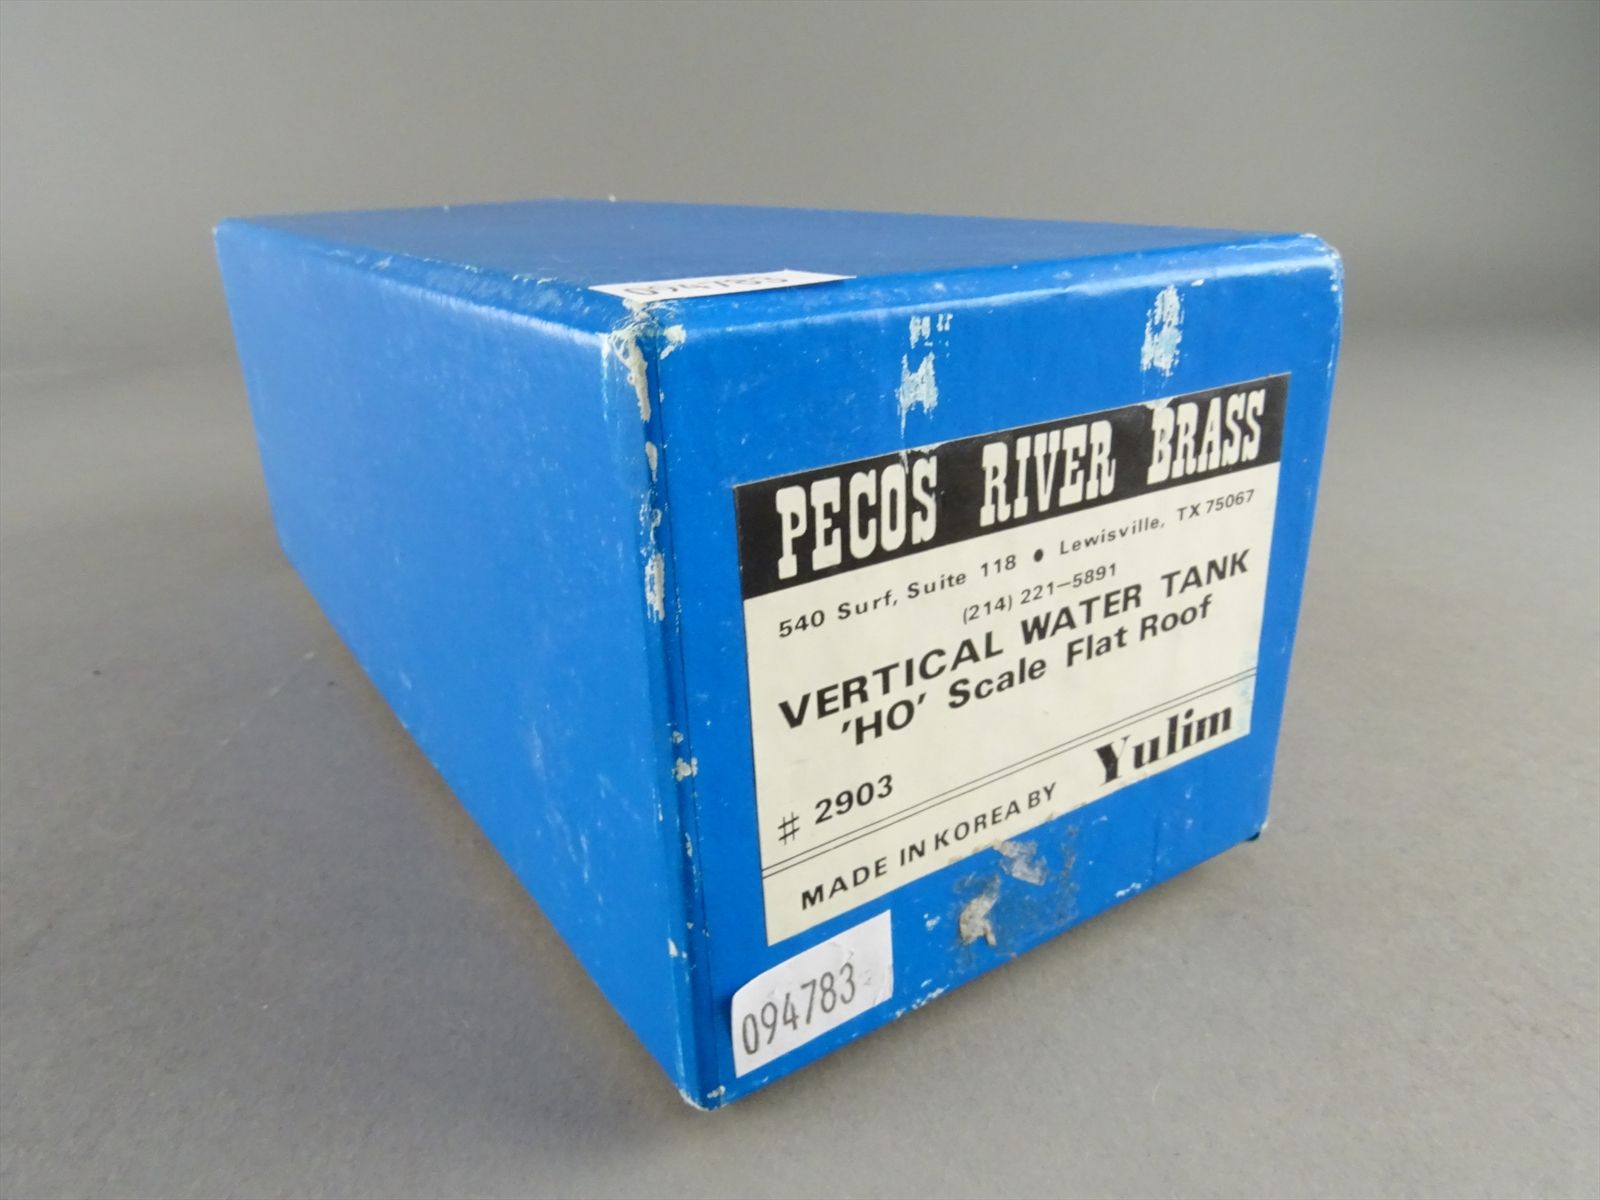 094783
PECOS RIVER BRASS
540 Surf, Suite 118 • Lewisville, TX 75067
(214) 221-5891
VERTICAL WATER TANK
'HO' Scale Flat Roof
# 2903
MADE IN KOREA BY Yulim
094783